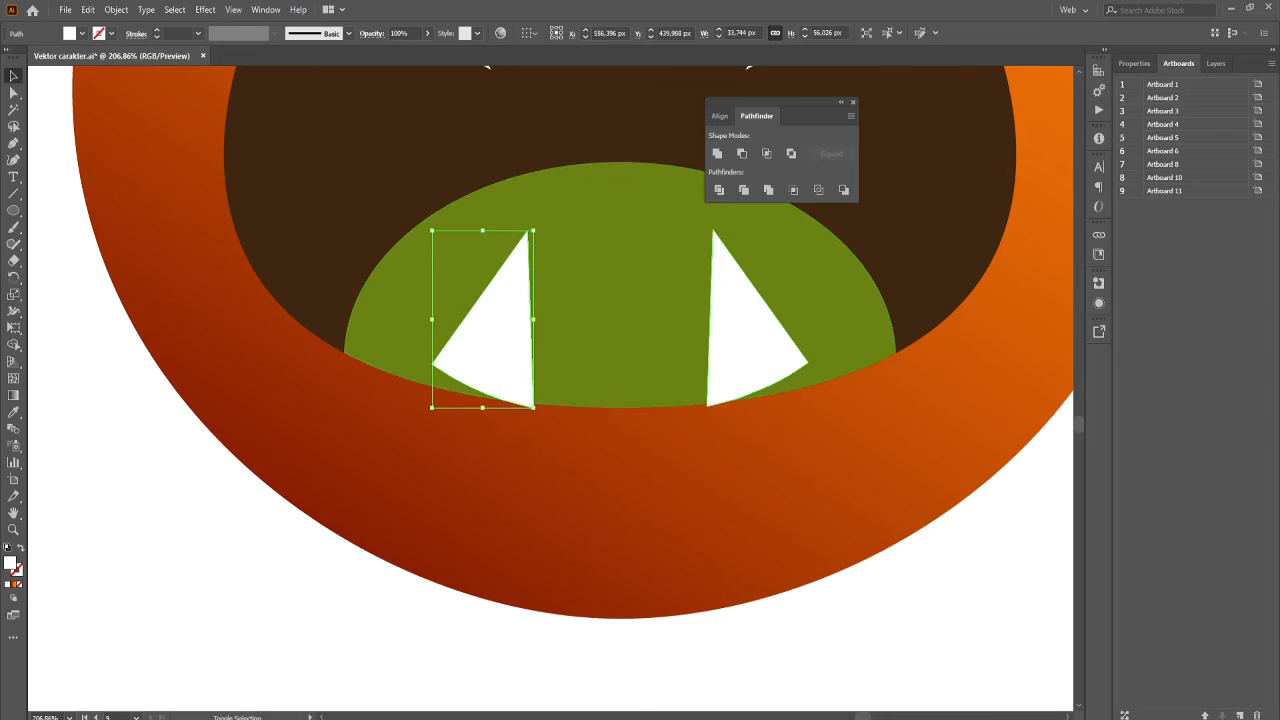 Ai File Edit Object Type Select Effect View Window Help Web Search Adobe Stock
Path Stroke: Basic Opacity: 100% Style: X: 556,396 px Y: 439,968 px W: 33,744 px H: 56,026 px
Vektor carakter.ai* @ 206,86% (RGB/Preview)
Properties Artboards Layers
1 Artboard 1
2 Artboard 2
3 Artboard 3
4 Artboard 4
5 Artboard 5
6 Artboard 6
7 Artboard 8
8 Artboard 10
9 Artboard 11
Align Pathfinder
Shape Modes:
Expand
Pathfinders:
206,86% 9 Toggle Selection